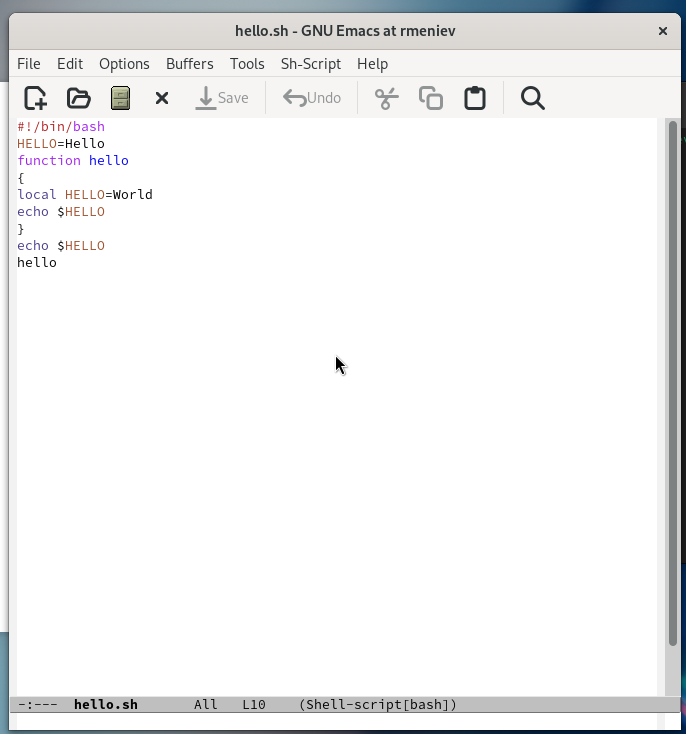 hello.sh - GNU Emacs at rmeniev
File Edit Options Buffers Tools Sh-Script Help
Save Undo
#!/bin/bash
HELLO=Hello
function hello
{
local HELLO=World
echo $HELLO
}
echo $HELLO
hello
-:--- hello.sh All L10 (Shell-script[bash])